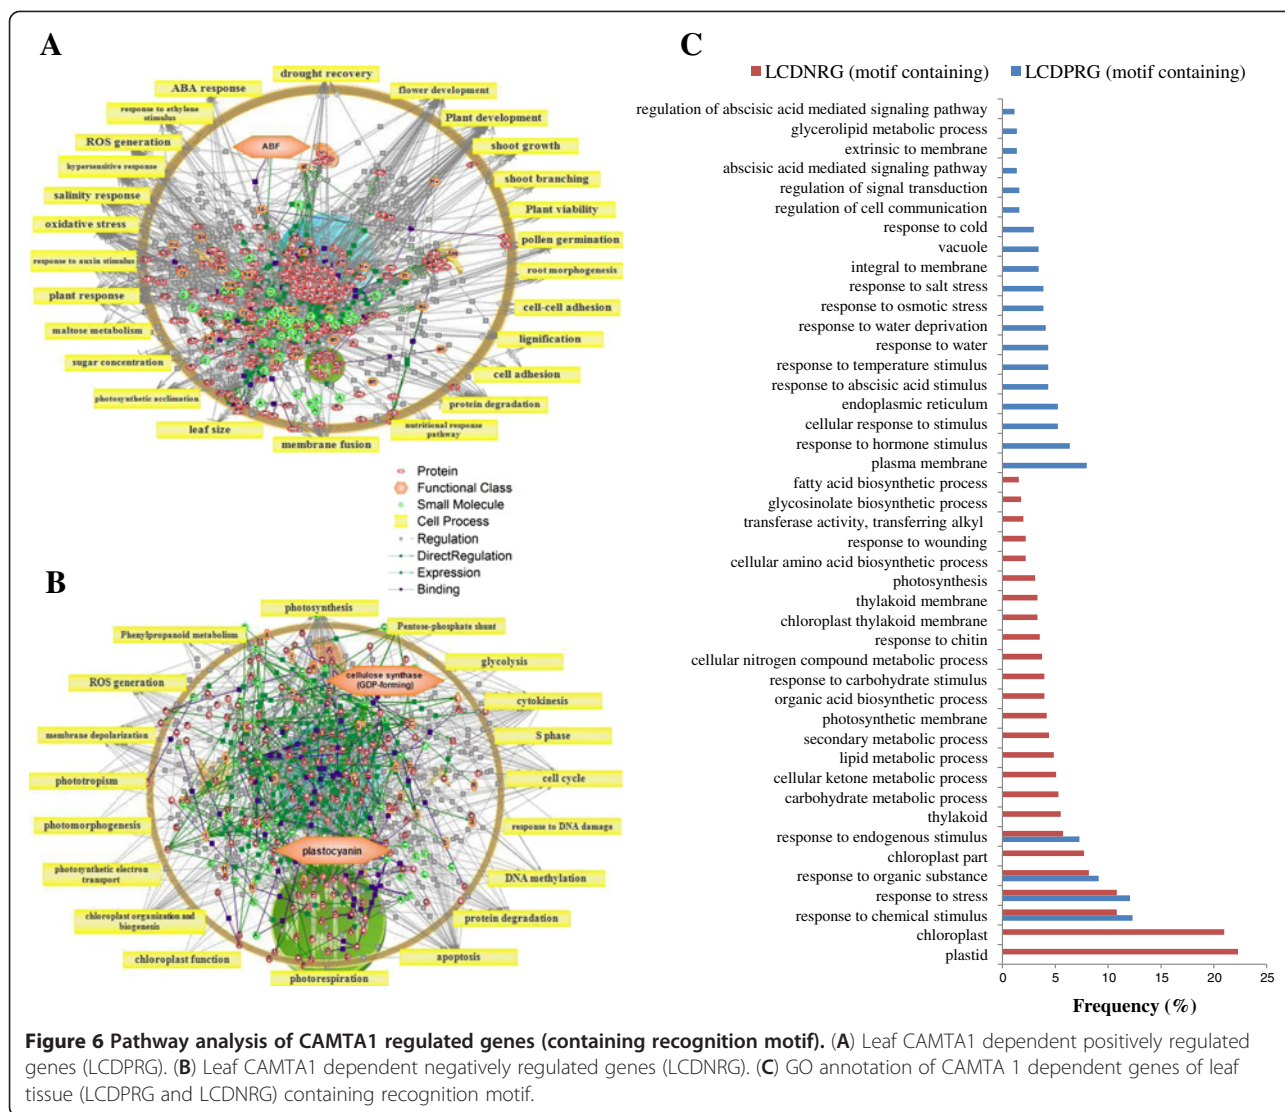 A
drought recovery
ABA response
flower development
response to ethylene
stimulus
Plant development
ROS generation
ABF
shoot growth
hypersensitive response
shoot branching
salinity response
Plant viability
oxidative stress
pollen germination
response to auxin stimulus
root morphogenesis
plant response
cell-cell adhesion
maltose metabolism
lignification
sugar concentration
cell adhesion
photosynthetic acclimation
protein degradation
leaf size
nutritional response
pathway
membrane fusion
Protein
Functional Class
Small Molecule
Cell Process
Regulation
DirectRegulation
Expression
Binding
B
photosynthesis
Phenylpropanoid metabolism
Pentose-phosphate shunt
glycolysis
ROS generation
cellulose synthase
(GDP-forming)
cytokinesis
membrane depolarization
S phase
phototropism
cell cycle
photomorphogenesis
response to DNA damage
plastocyanin
photosynthetic electron
transport
DNA methylation
chloroplast organization and
biogenesis
protein degradation
chloroplast function
apoptosis
photorespiration
C
LCDNRG (motif containing) LCDPRG (motif containing)
regulation of abscisic acid mediated signaling pathway
glycerolipid metabolic process
extrinsic to membrane
abscisic acid mediated signaling pathway
regulation of signal transduction
regulation of cell communication
response to cold
vacuole
integral to membrane
response to salt stress
response to osmotic stress
response to water deprivation
response to water
response to temperature stimulus
response to abscisic acid stimulus
endoplasmic reticulum
cellular response to stimulus
response to hormone stimulus
plasma membrane
fatty acid biosynthetic process
glycosinolate biosynthetic process
transferase activity, transferring alkyl
response to wounding
cellular amino acid biosynthetic process
photosynthesis
thylakoid membrane
chloroplast thylakoid membrane
response to chitin
cellular nitrogen compound metabolic process
response to carbohydrate stimulus
organic acid biosynthetic process
photosynthetic membrane
secondary metabolic process
lipid metabolic process
cellular ketone metabolic process
carbohydrate metabolic process
thylakoid
response to endogenous stimulus
chloroplast part
response to organic substance
response to stress
response to chemical stimulus
chloroplast
plastid
0 5 10 15 20 25
Frequency (%)
Figure 6 Pathway analysis of CAMTA1 regulated genes (containing recognition motif). (A) Leaf CAMTA1 dependent positively regulated
genes (LCDPRG). (B) Leaf CAMTA1 dependent negatively regulated genes (LCDNRG). (C) GO annotation of CAMTA 1 dependent genes of leaf
tissue (LCDPRG and LCDNRG) containing recognition motif.